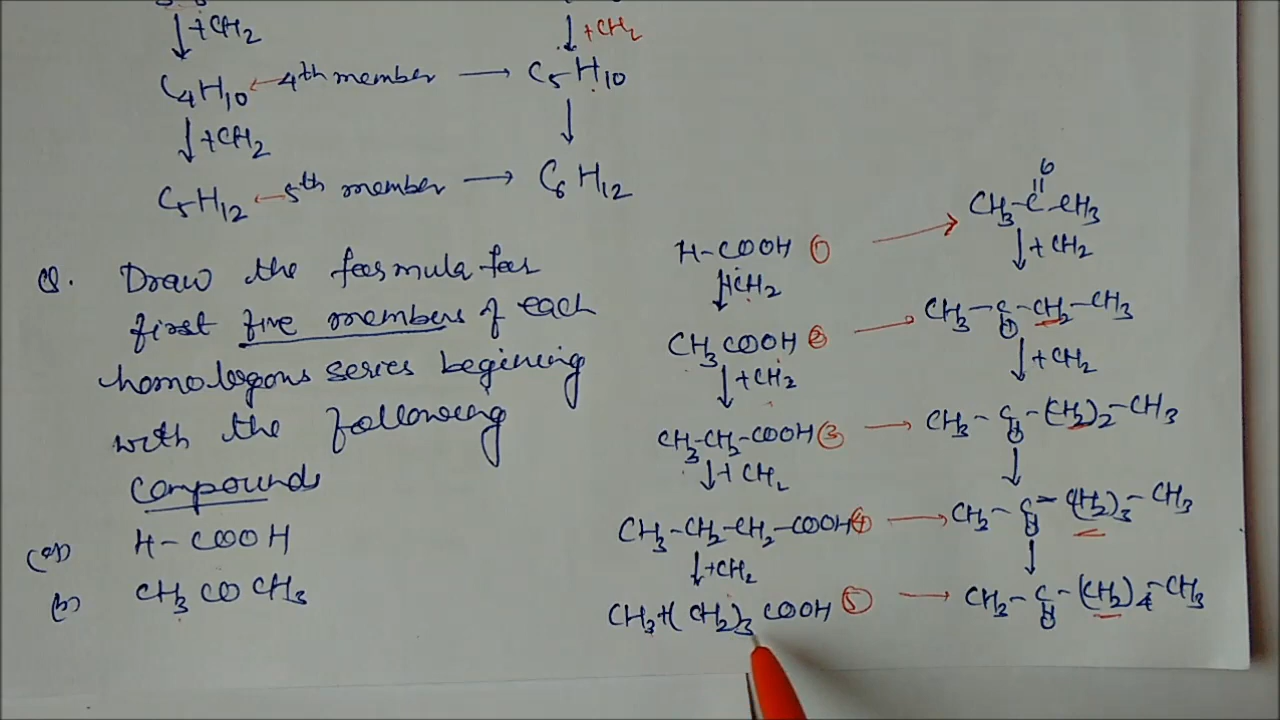 ↓+CH2 ↓+CH2
C4H10 ← 4th member → C5H10
↓+CH2 ↓
C5H12 ← 5th member → C6H12
Q. Draw the formula for
first five members of each
homologous series begining
with the following
compounds
(a) H-COOH
(b) CH3COCH3
H-COOH ① →
↓+CH2
CH3COOH ② →
↓+CH2
CH3-CH2-COOH ③ →
↓+CH2
CH3-CH2-CH2-COOH ④ →
↓+CH2
CH3+(CH2)3COOH ⑤ →
O
||
CH3-C-CH3
↓+CH2
CH3-C-CH2-CH3
||
O
↓+CH2
CH3-C-(CH2)2-CH3
||
O
↓
CH3-C-(CH2)3-CH3
||
O
↓
CH3-C-(CH2)4-CH3
||
O